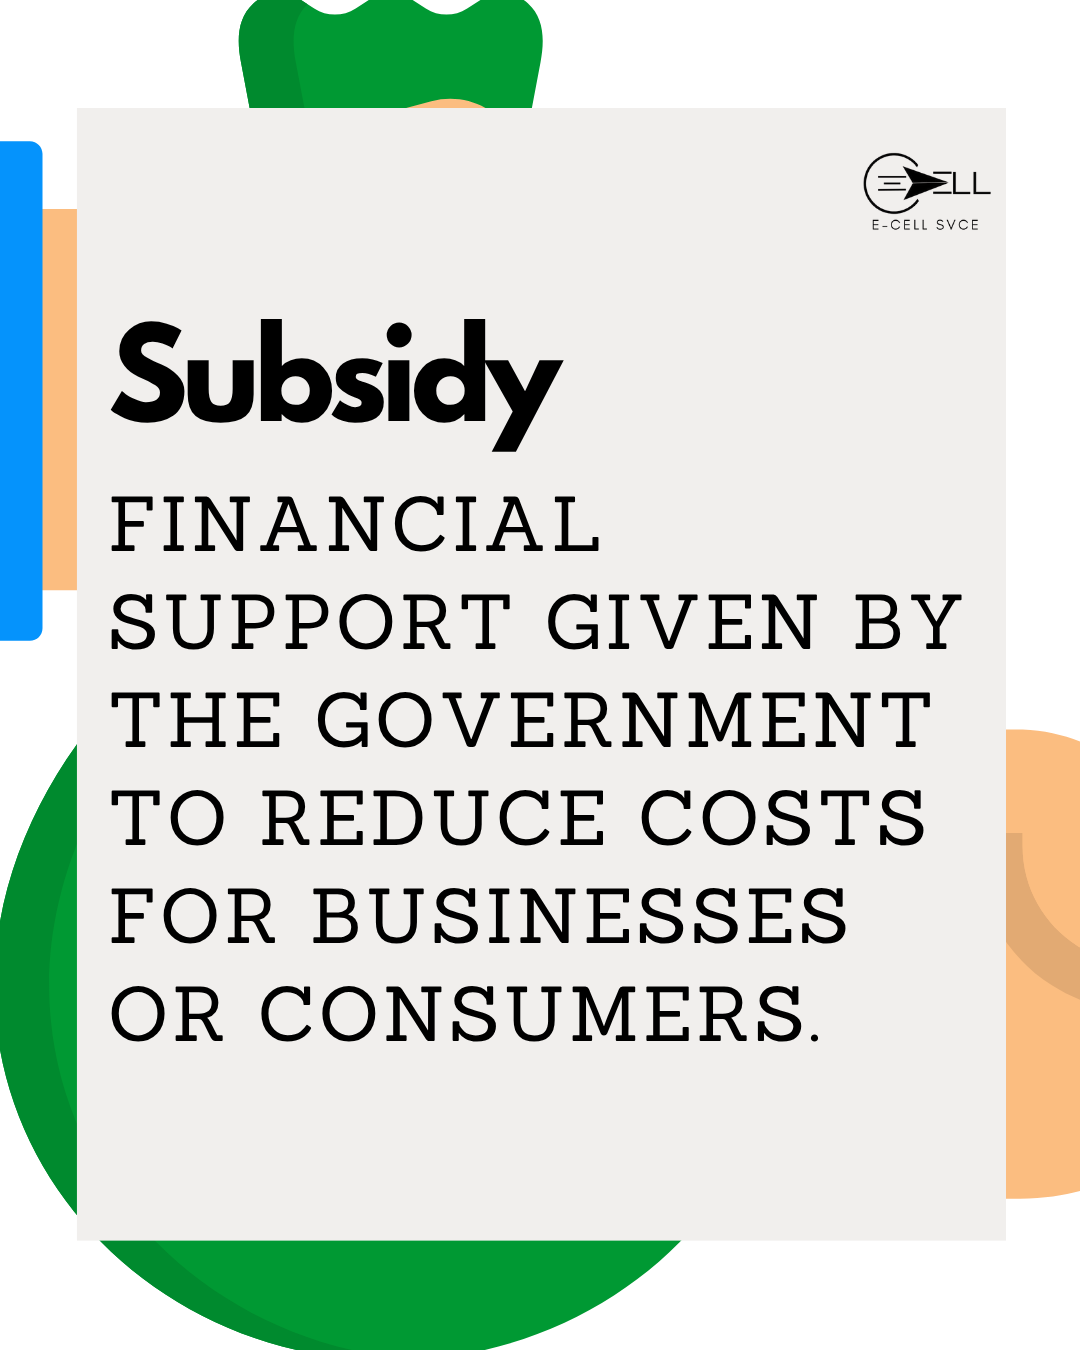 ELL
E-CELL SVCE
Subsidy
FINANCIAL
SUPPORT GIVEN BY
THE GOVERNMENT
TO REDUCE COSTS
FOR BUSINESSES
OR CONSUMERS.